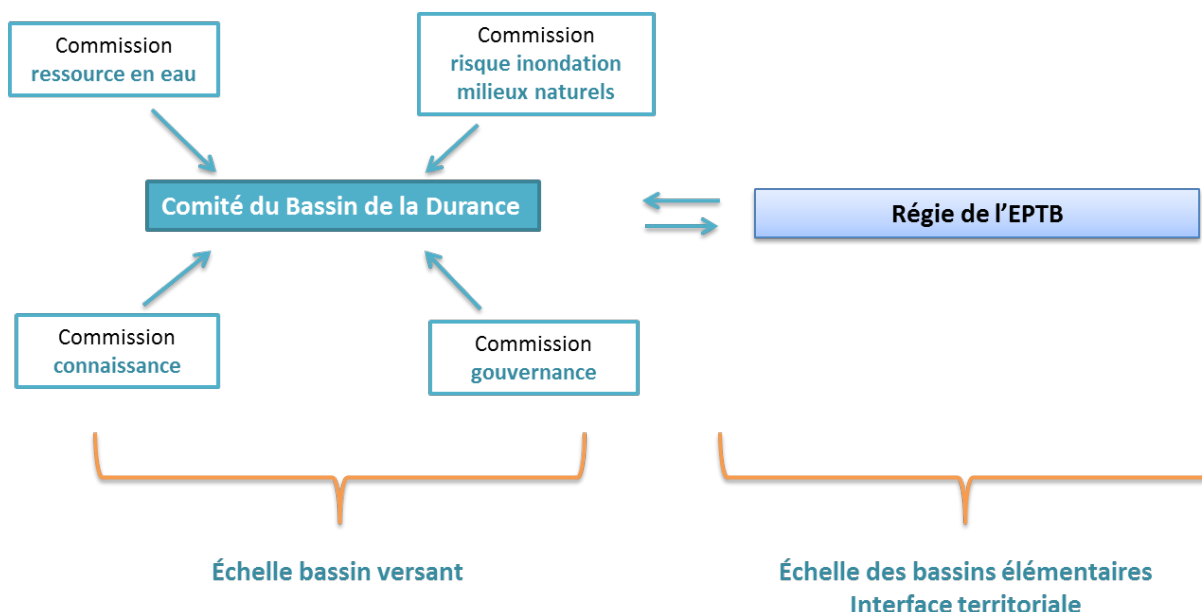 Commission
ressource en eau
Commission
risque inondation
milieux naturels
Comité du Bassin de la Durance
Régie de l’EPTB
Commission
connaissance
Commission
gouvernance
Échelle bassin versant
Échelle des bassins élémentaires
Interface territoriale